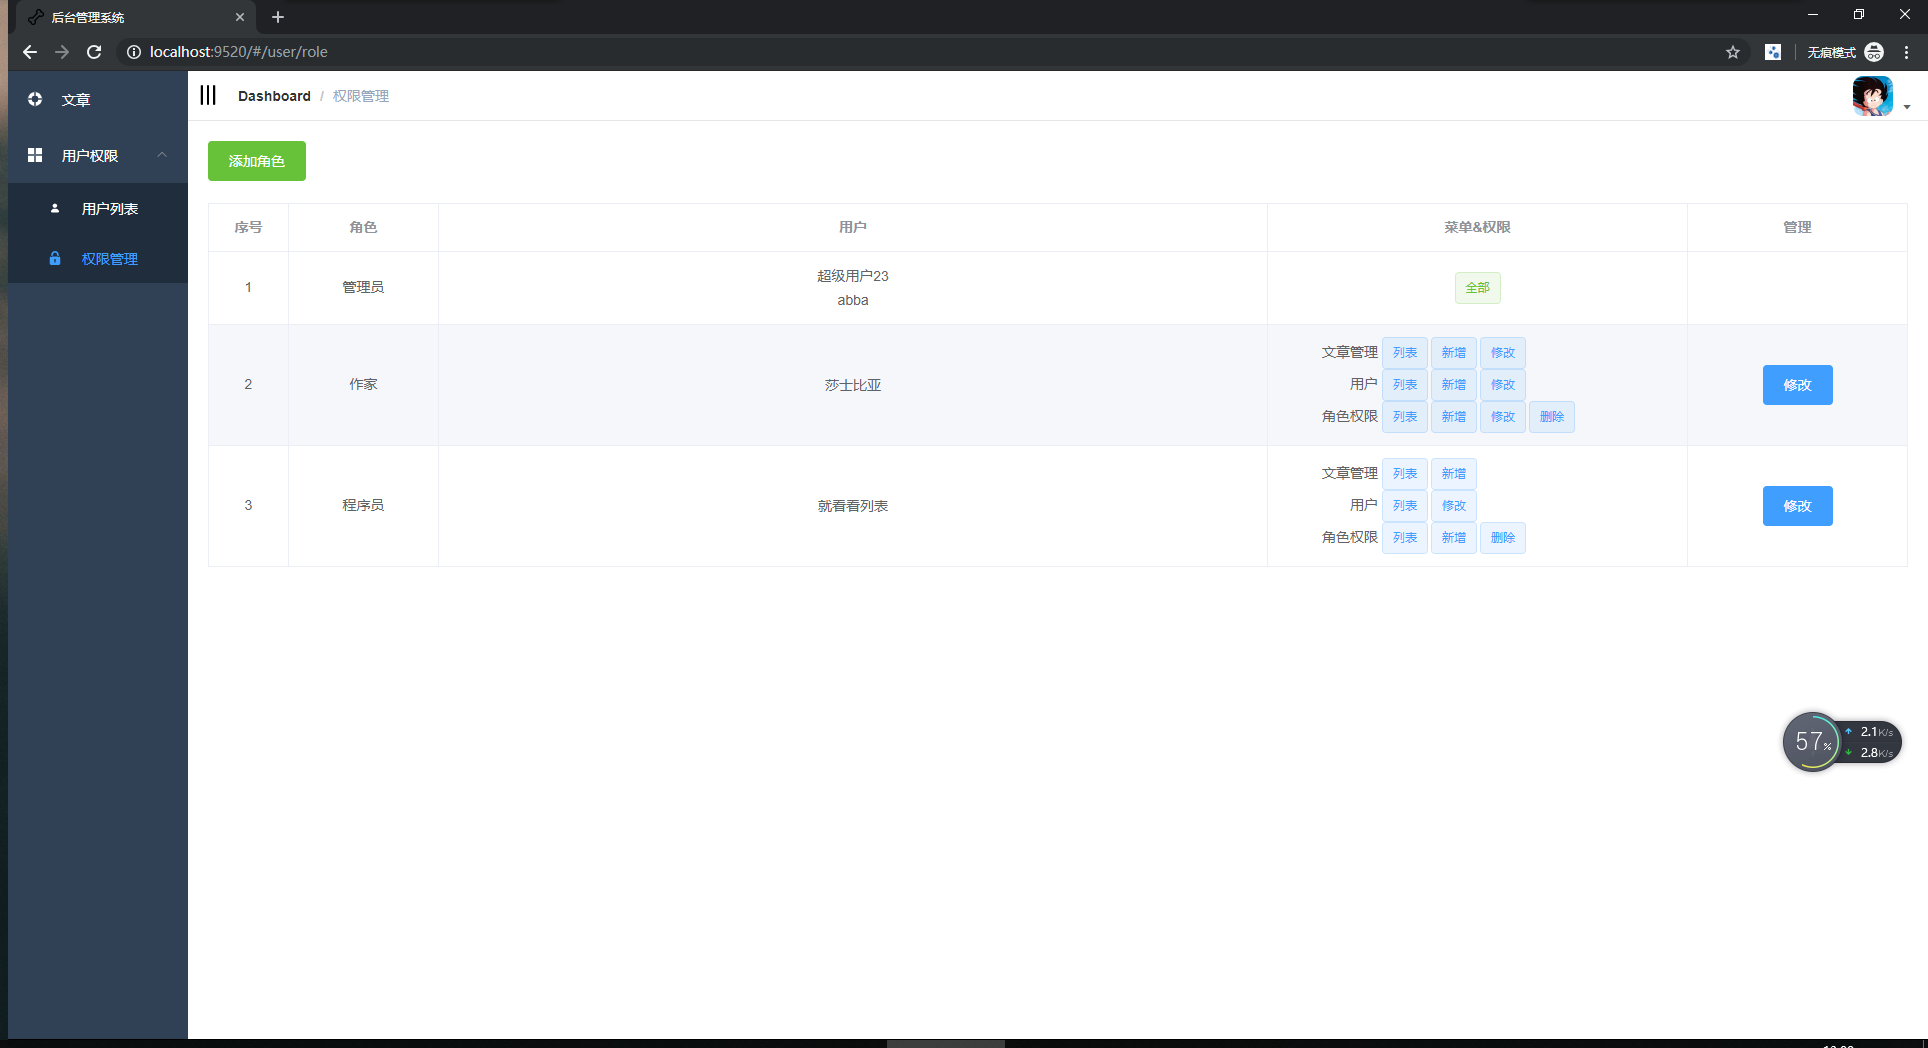 后台管理系统
localhost:9520/#/user/role
无痕模式
文章
用户权限
用户列表
权限管理
Dashboard / 权限管理
添加角色
序号 角色 用户 菜单&权限 管理
1 管理员 超级用户23 全部
abba
文章管理 列表 新增 修改
2 作家 莎士比亚 用户 列表 新增 修改 修改
角色权限 列表 新增 修改 删除
文章管理 列表 新增
3 程序员 就看看列表 用户 列表 修改 修改
角色权限 列表 新增 删除
57%
2.1K/s
2.8K/s